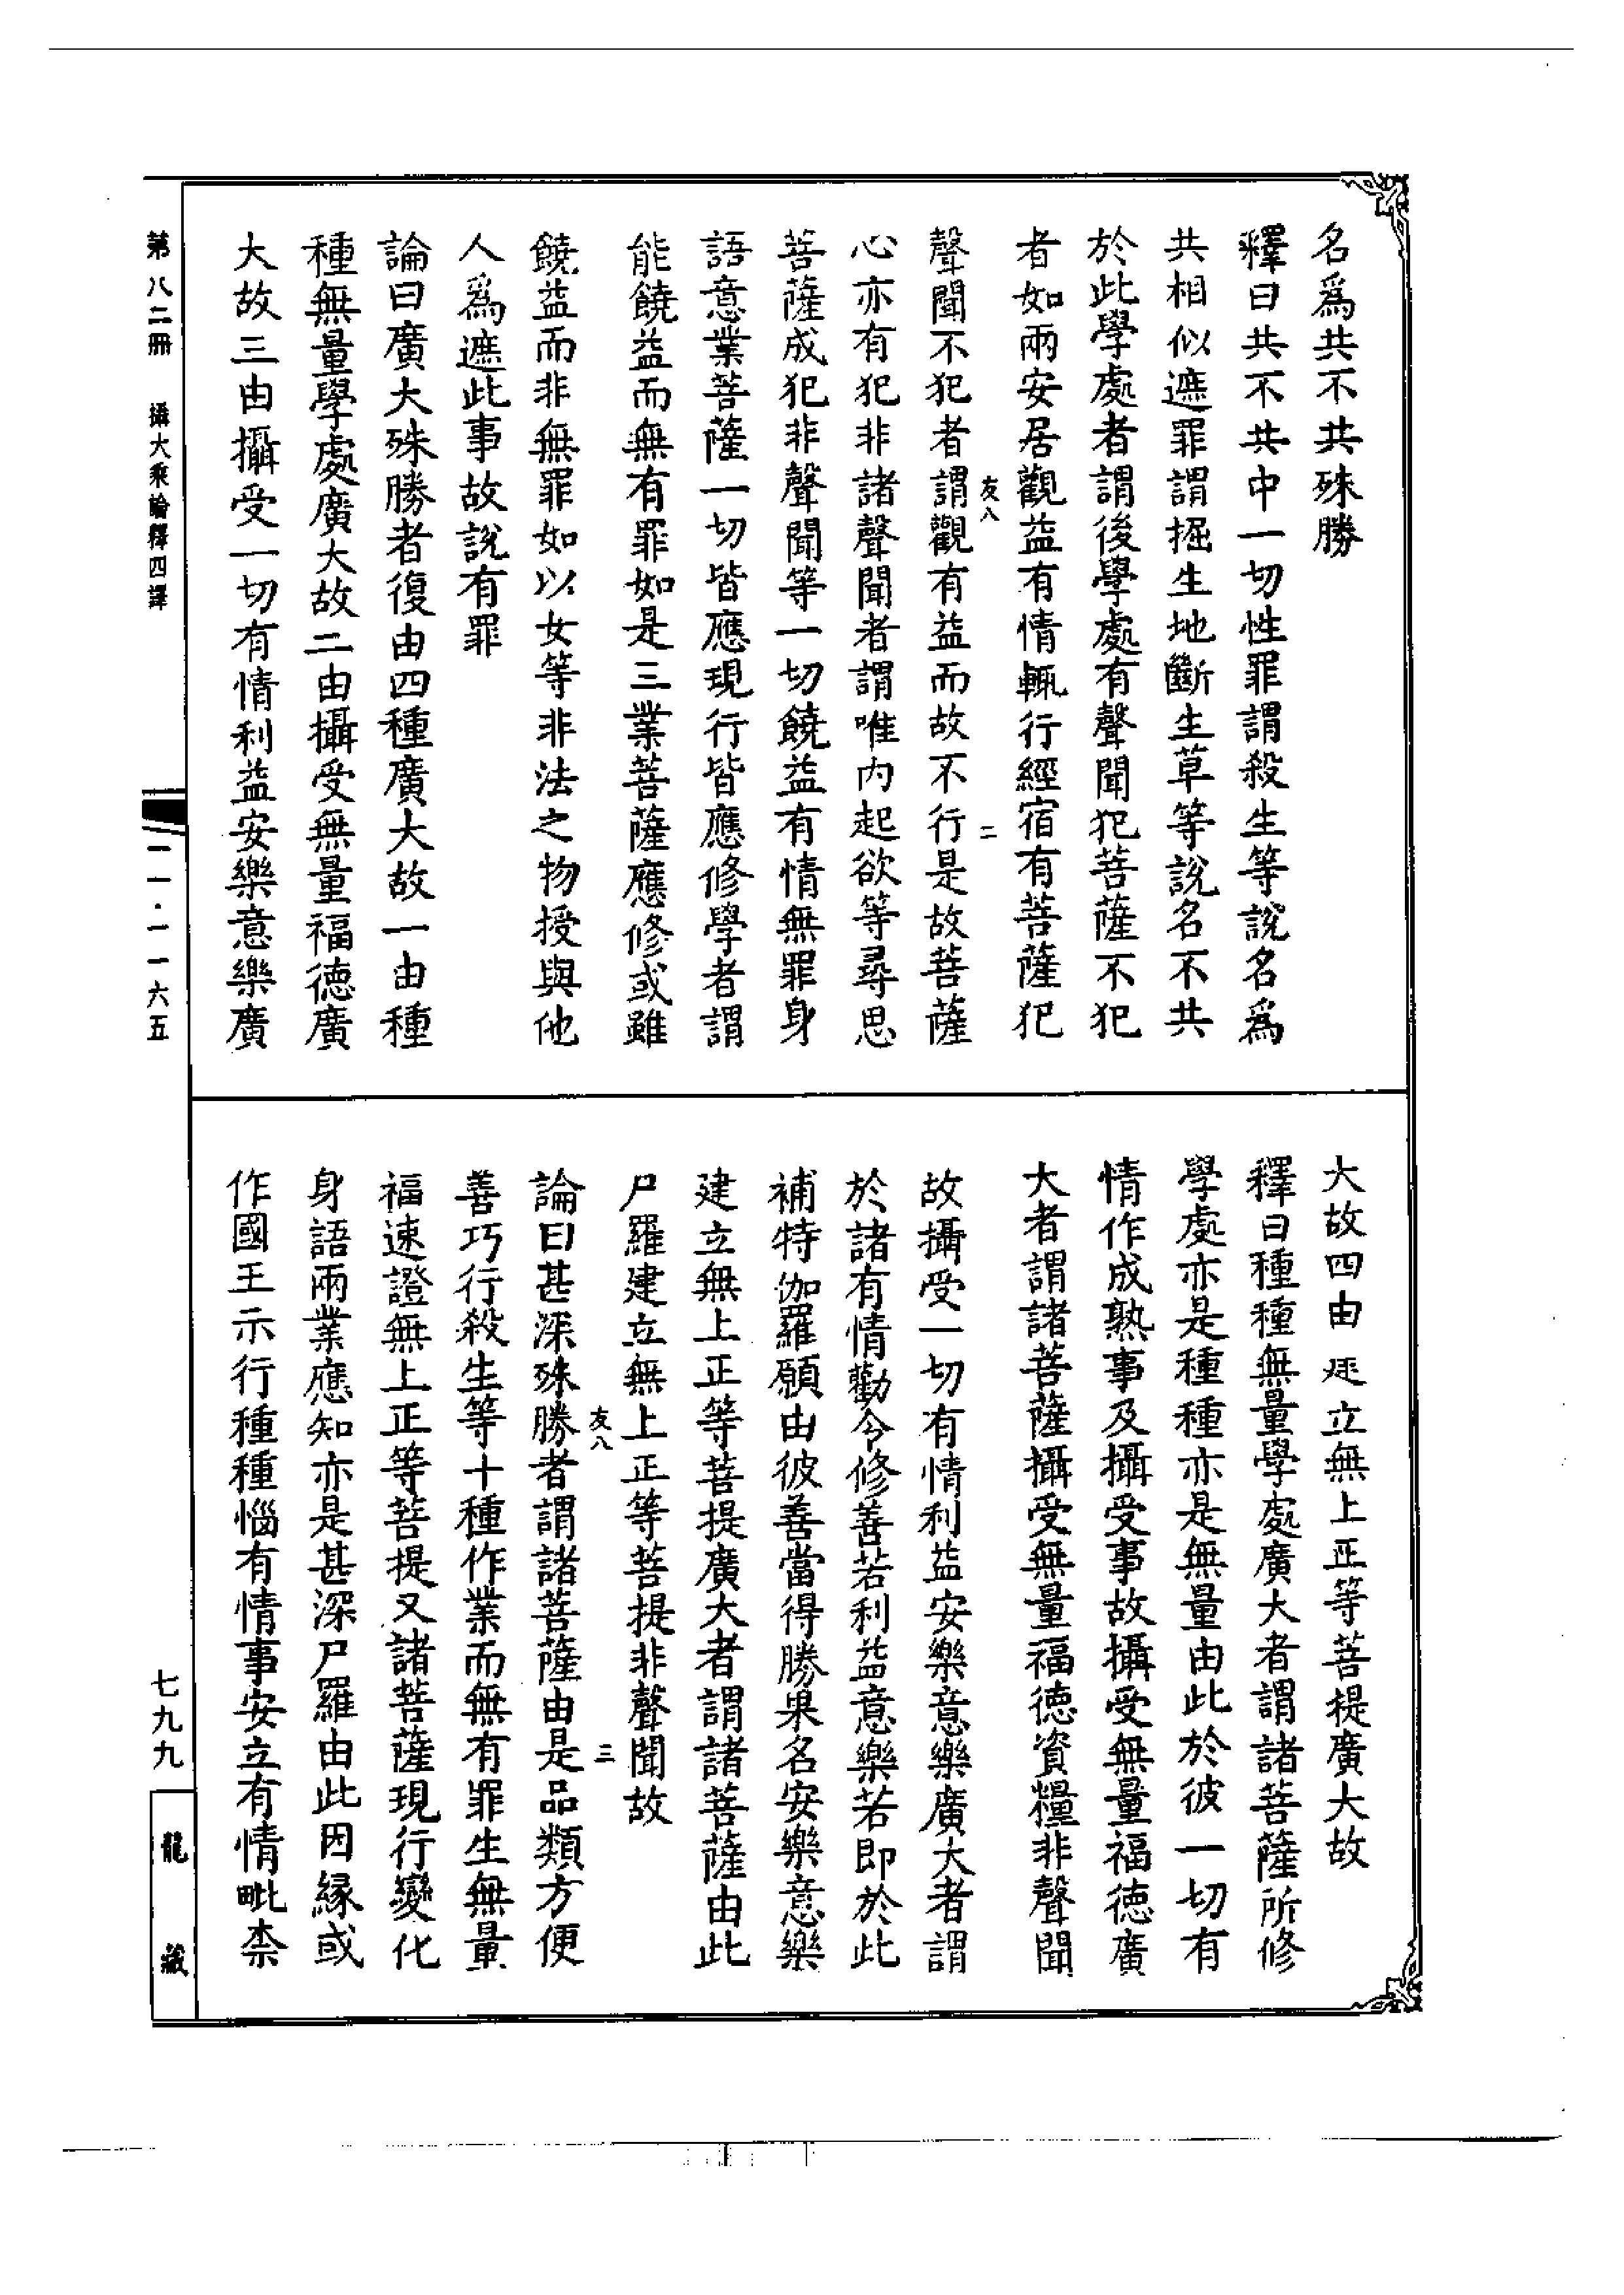 名爲共不共殊勝
釋曰共不共中一切性罪謂殺生等說名爲
共相似遮罪謂掘生地斷生草等說名不共
於此學處者謂後學處有聲聞犯菩薩不犯
者如兩安居觀益有情輒行經宿有菩薩犯
友八
二
聲聞不犯者謂觀有益而故不行是故菩薩
心亦有犯非諸聲聞者謂唯內起欲等尋思
菩薩成犯非聲聞等一切饒益有情無罪身
語意業菩薩一切皆應現行皆應修學者謂
能饒益而無有罪如是三業菩薩應修或雖
饒益而非無罪如以女等非法之物授與他
人爲遮此事故說有罪
論曰廣大殊勝者復由四種廣大故一由種
種無量學處廣大故二由攝受無量福德廣
大故三由攝受一切有情利益安樂意樂廣
大故四由建立無上正等菩提廣大故
釋曰種種無量學處廣大者謂諸菩薩所修
學處亦是種種亦是無量由此於彼一切有
情作成熟事及攝受事故攝受無量福德廣
大者謂諸菩薩攝受無量福德資糧非聲聞
故攝受一切有情利益安樂意樂廣大者謂
於諸有情勸令修善若利益意樂若即於此
補特伽羅願由彼善當得勝果名安樂意樂
建立無上正等菩提廣大者謂諸菩薩由此
尸羅建立無上正等菩提非聲聞故
友八
三
論曰甚深殊勝者謂諸菩薩由是品類方便
善巧行殺生等十種作業而無有罪生無量
福速證無上正等菩提又諸菩薩現行變化
身語兩業應知亦是甚深尸羅由此因緣或
作國王示行種種惱有情事安立有情毗柰
第八二冊 攝大乘論釋四譯
一一一·一一六五
七九九
龍藏